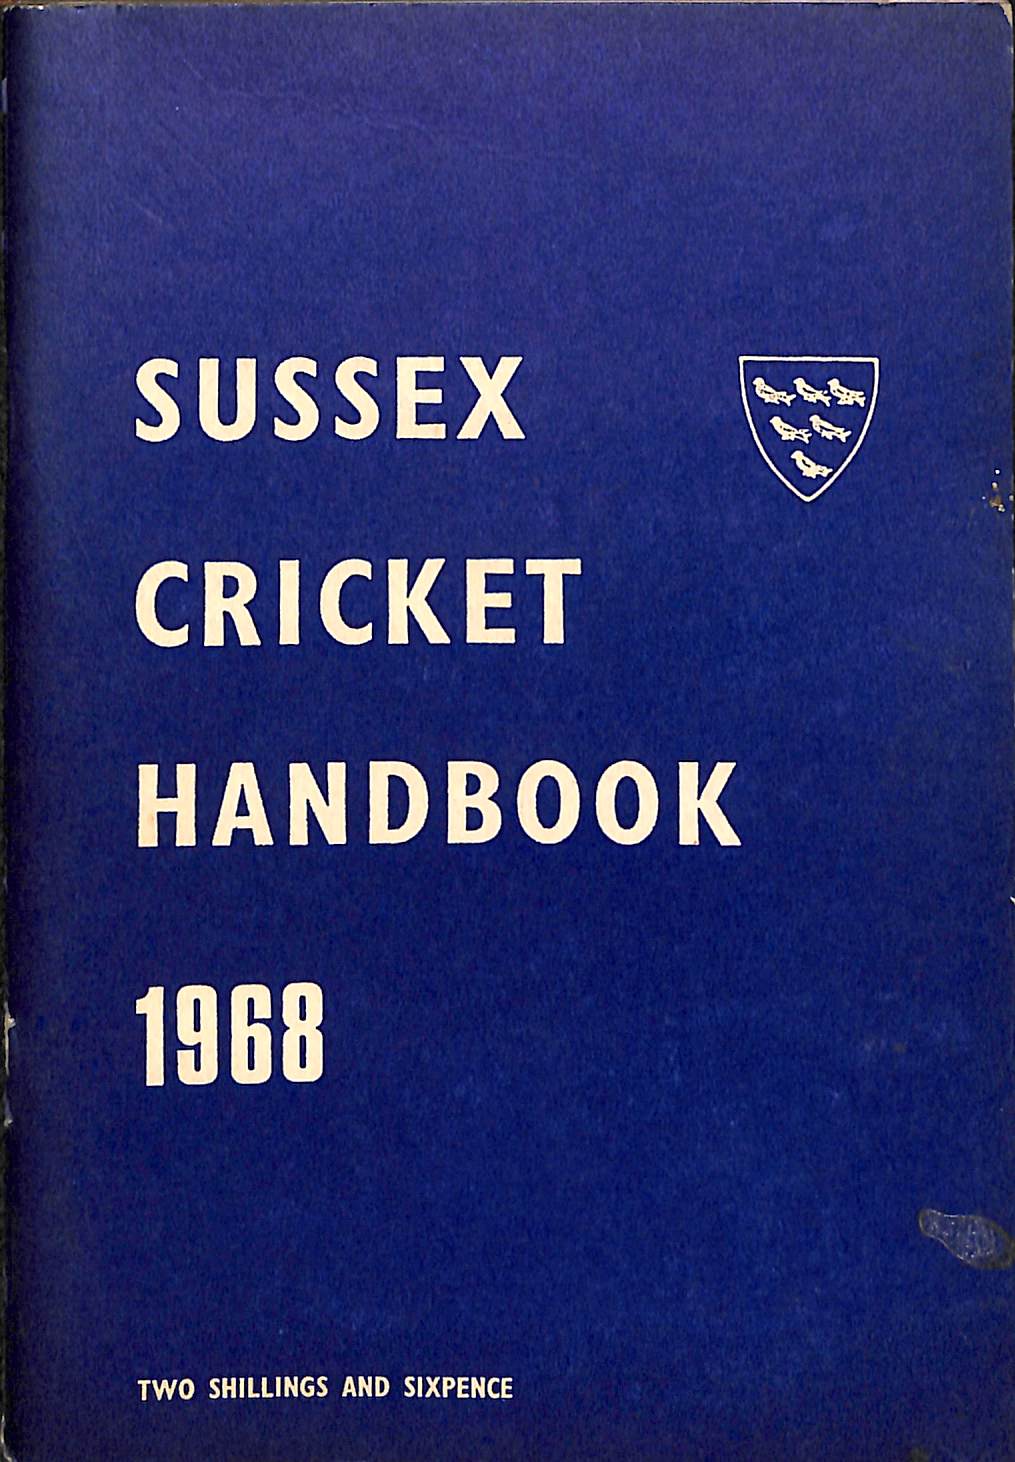 SUSSEX
CRICKET
HANDBOOK
1968
TWO SHILLINGS AND SIXPENCE